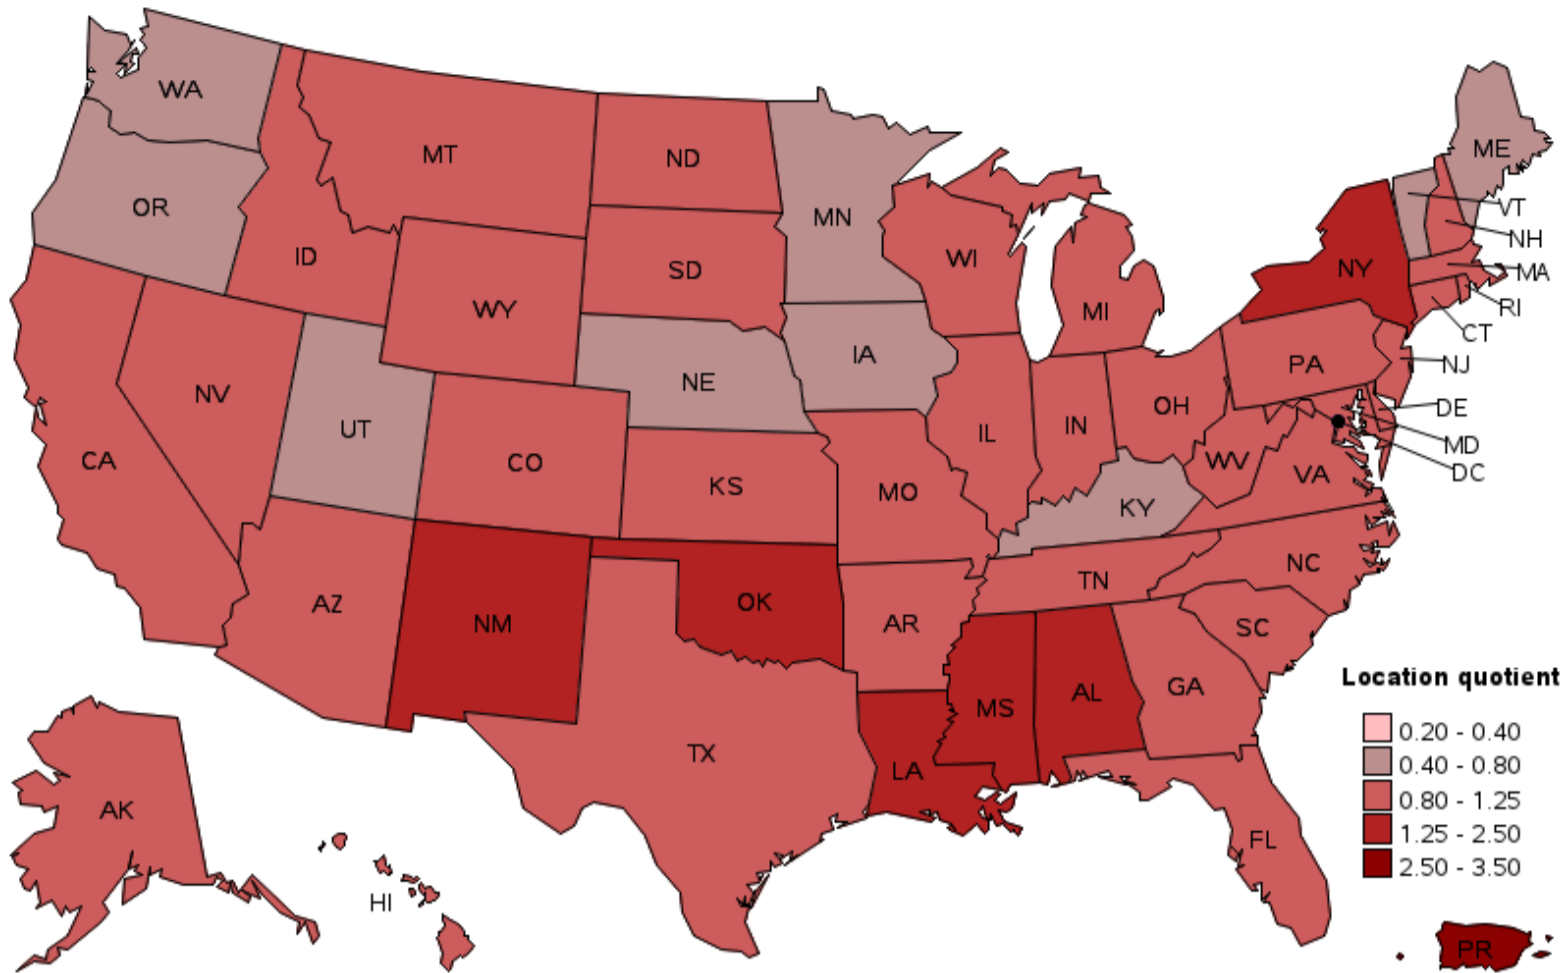 WA
MT
ND
ME
OR
MN
VT
NH
ID
WI
SD
NY
MA
WY
RI
MI
CT
IA
PA
NJ
NE
NV
DE
OH
UT
IN
IL
MD
CA
CO
WV
DC
VA
KS
MO
KY
NC
TN
AZ
OK
NM
AR
SC
GA
AL
MS
TX
LA
AK
FL
HI
Location quotient
0.20 - 0.40
0.40 - 0.80
0.80 - 1.25
1.25 - 2.50
2.50 - 3.50
PR